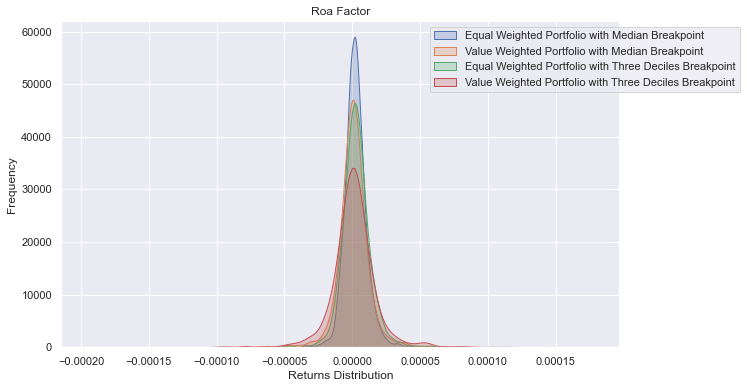 Roa Factor
Equal Weighted Portfolio with Median Breakpoint
Value Weighted Portfolio with Median Breakpoint
Equal Weighted Portfolio with Three Deciles Breakpoint
Value Weighted Portfolio with Three Deciles Breakpoint
60000
50000
40000
30000
20000
10000
0
Frequency
−0.00020 −0.00015 −0.00010 −0.00005 0.00000 0.00005 0.00010 0.00015
Returns Distribution